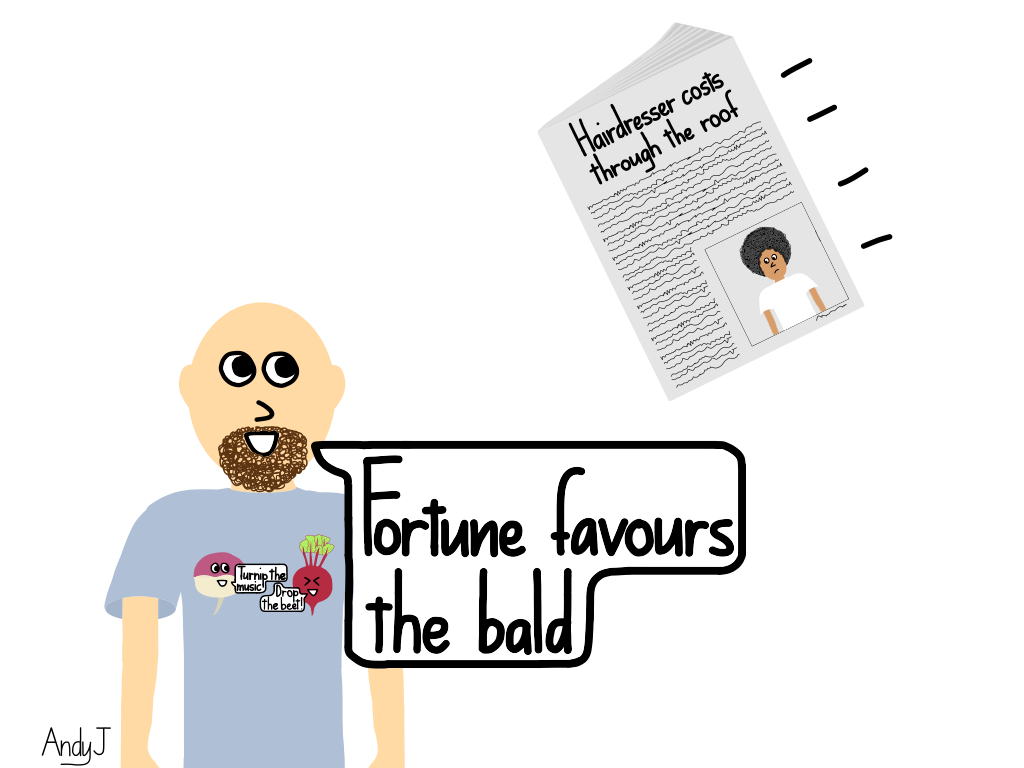 Hairdresser costs
through the roof
Fortune favours
the bald
Turnip the
music!
Drop
the beet!
AndyJ